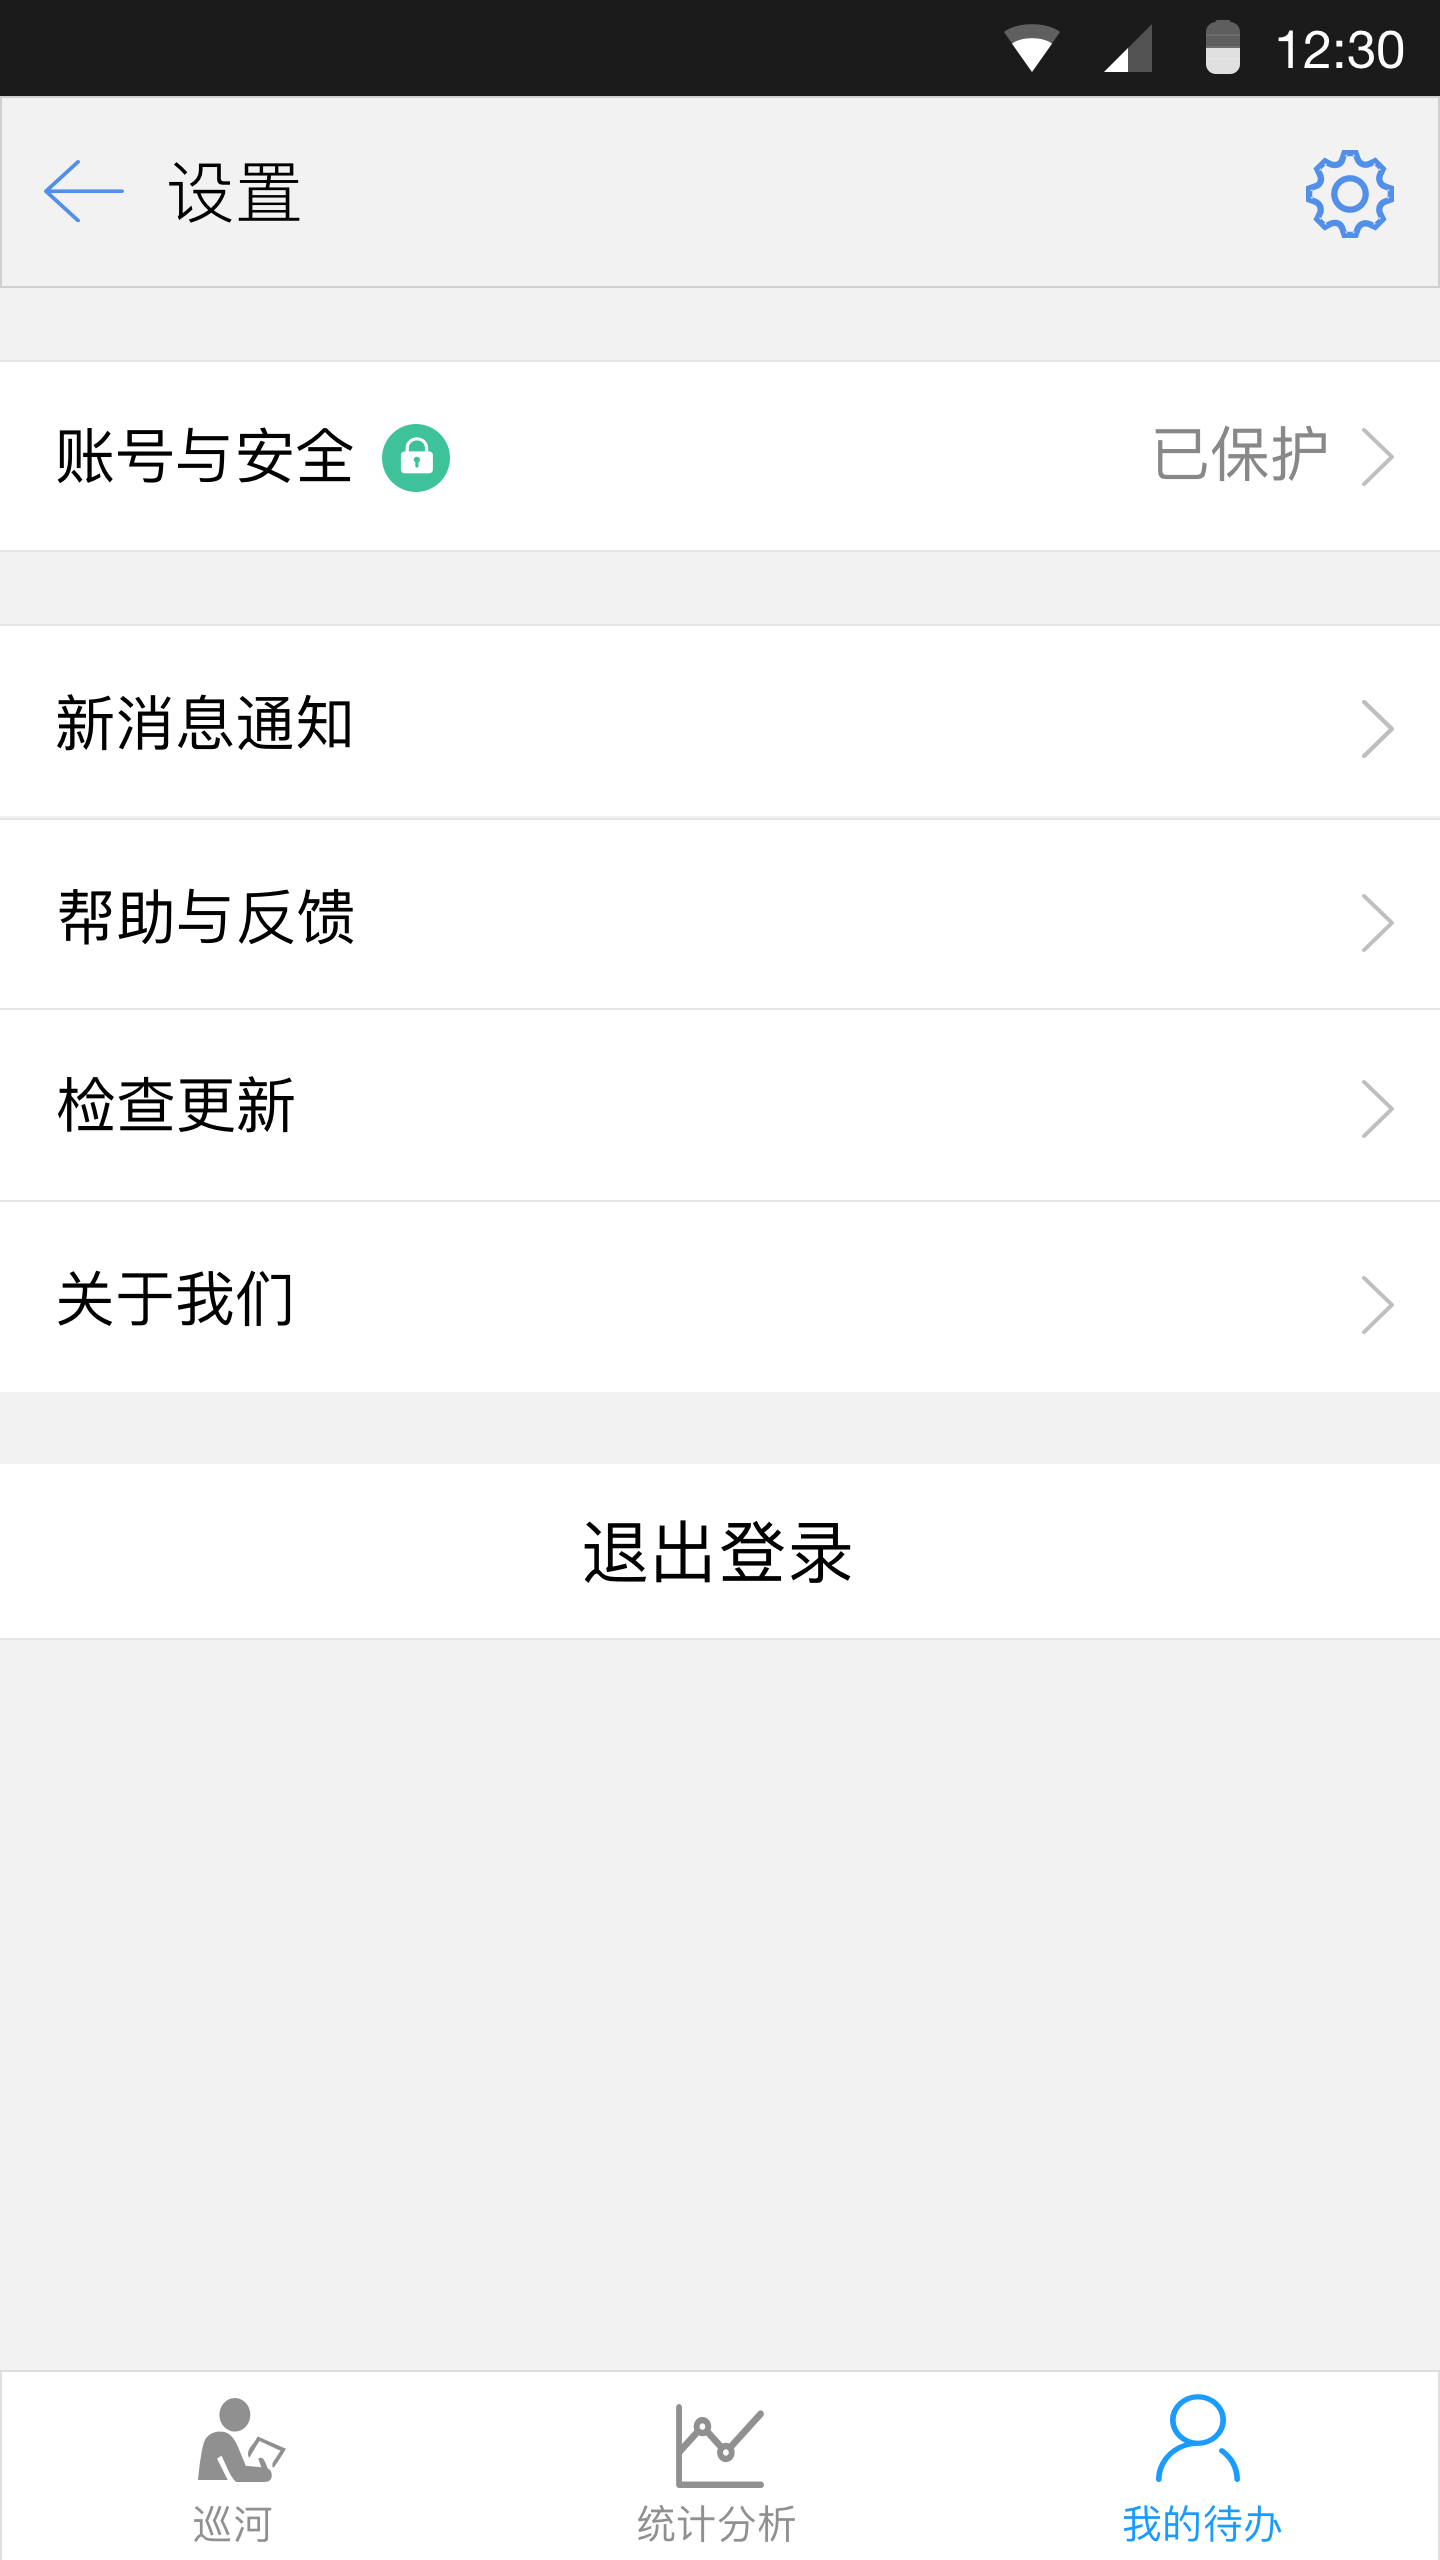 12:30
设置
账号与安全 已保护
新消息通知
帮助与反馈
检查更新
关于我们
退出登录
巡河 统计分析 我的待办